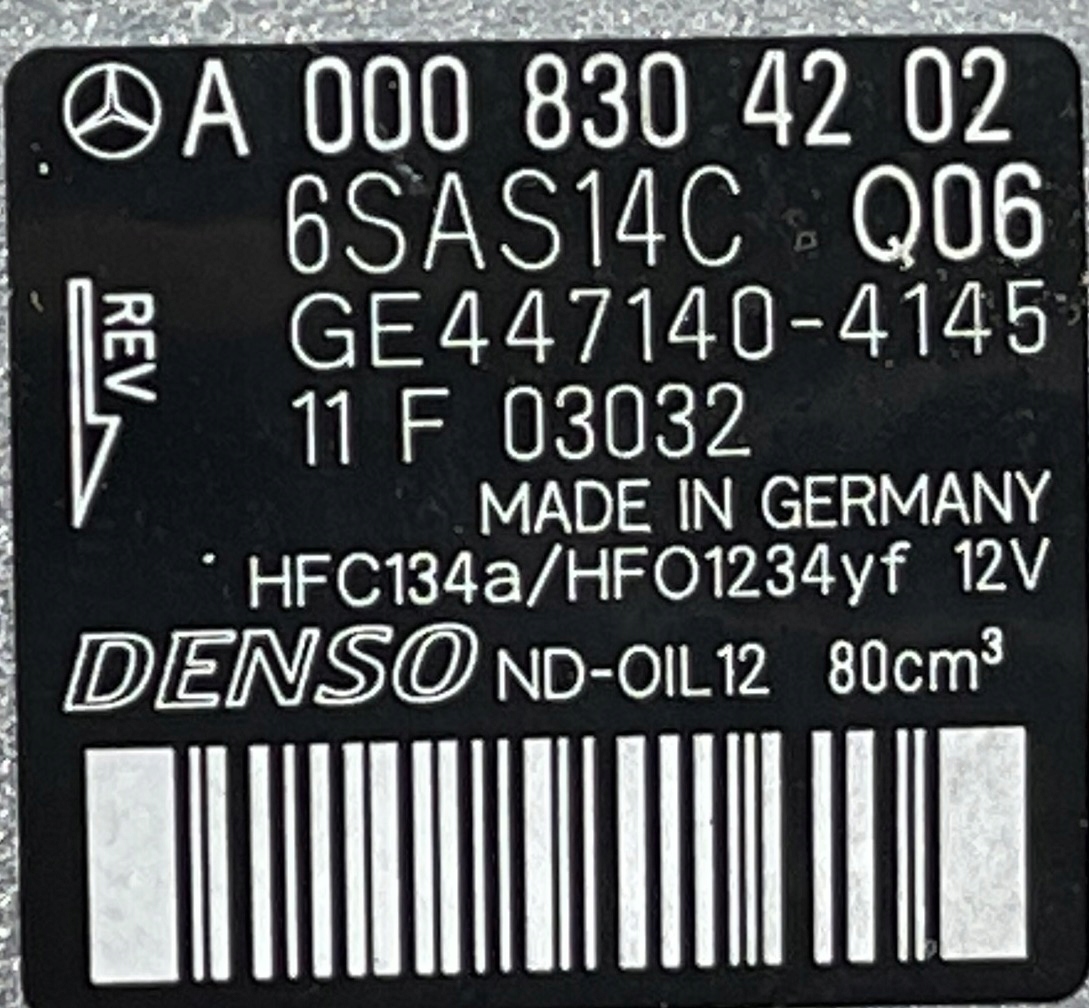 A 000 830 42 02
6SAS14C Q06
REV
GE447140-4145
11 F 03032
MADE IN GERMANY
HFC134a/HFO1234yf 12V
DENSO ND-OIL12 80cm³